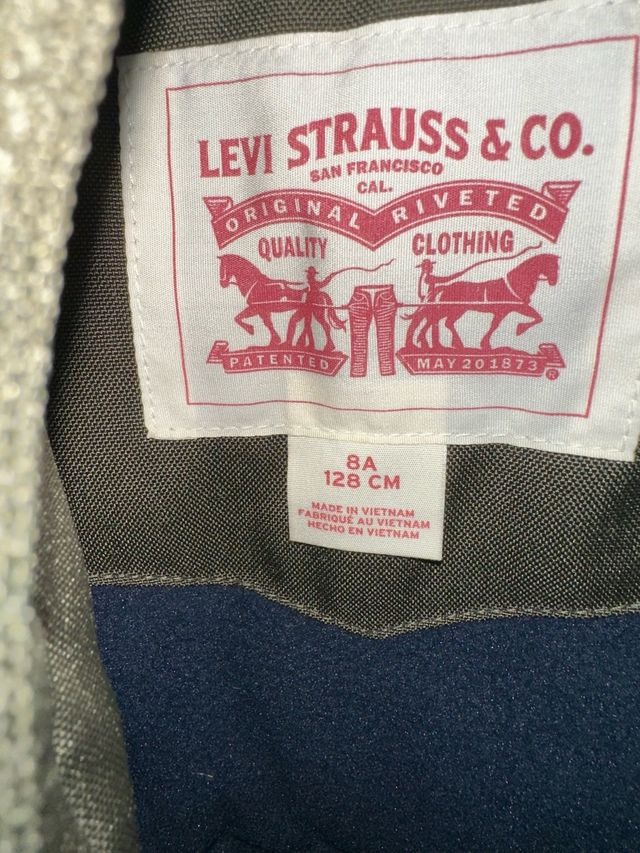 LEVI STRAUSS & CO.
SAN FRANCISCO
CAL.
ORIGINAL RIVETED
QUALITY CLOTHING
PATENTED MAY 20 1873 ®
8A
128 CM
MADE IN VIETNAM
FABRIQUÉ AU VIETNAM
HECHO EN VIETNAM